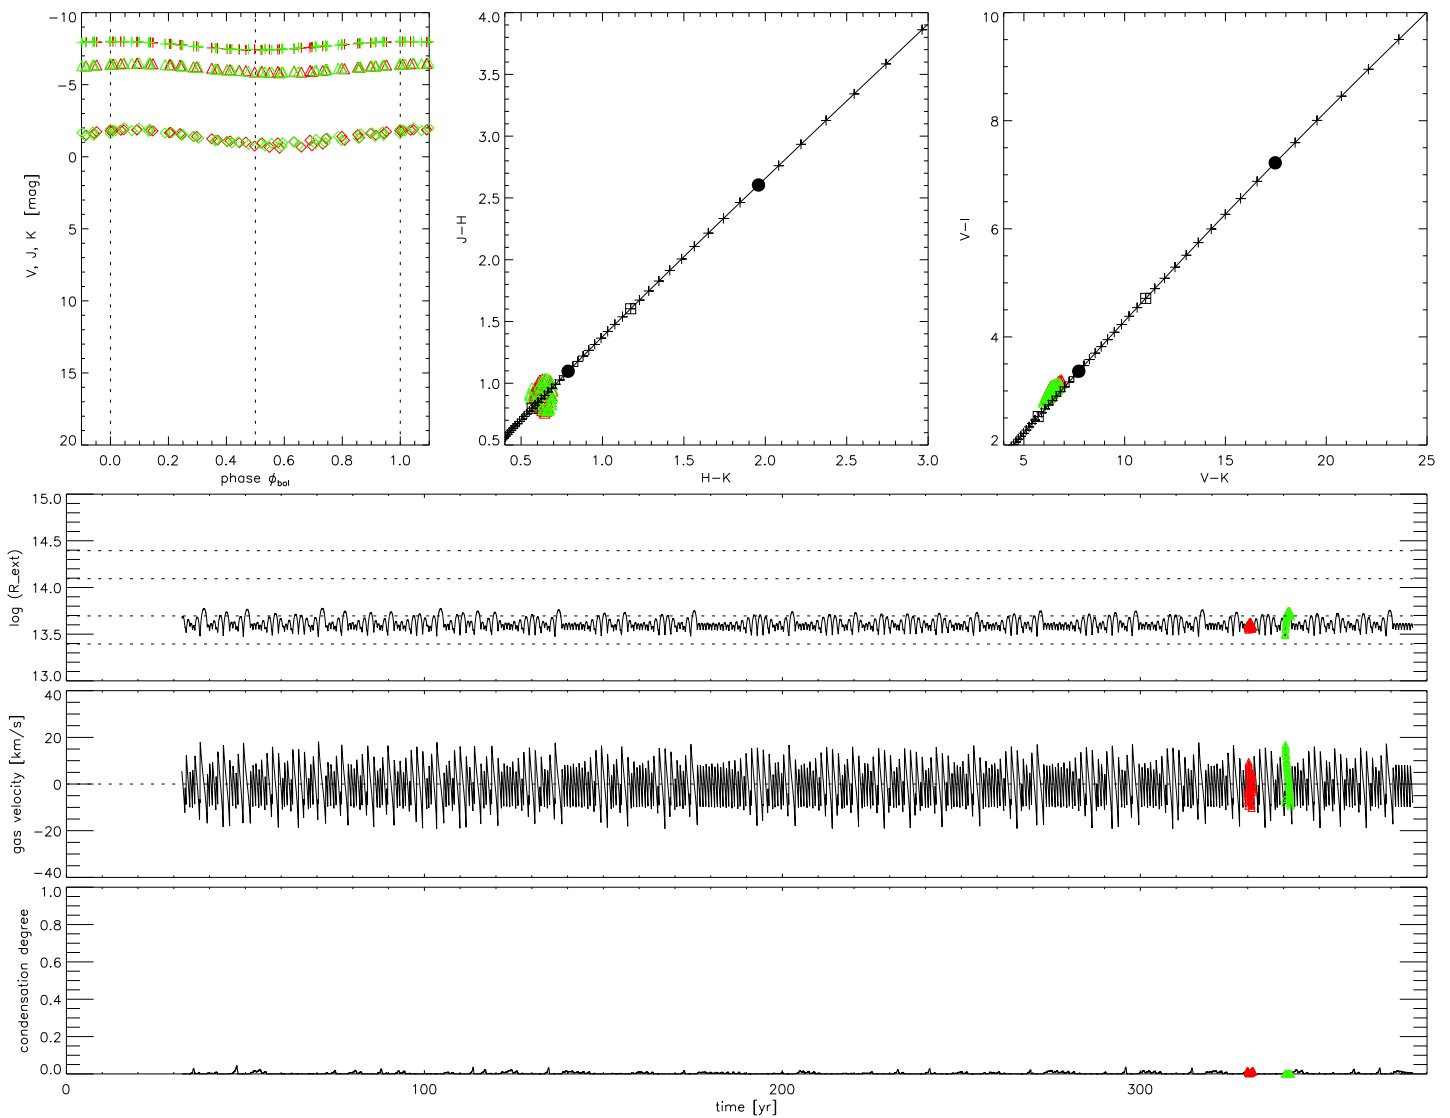 -10
-5
0
5
10
15
20
V, J, K [mag]
0.0 0.2 0.4 0.6 0.8 1.0
phase ϕbol
4.0
3.5
3.0
2.5
2.0
1.5
1.0
0.5
J-H
0.5 1.0 1.5 2.0 2.5 3.0
H-K
10
8
6
4
2
V-I
5 10 15 20 25
V-K
15.0
14.5
14.0
13.5
13.0
log (R_ext)
40
20
0
-20
-40
gas velocity [km/s]
1.0
0.8
0.6
0.4
0.2
0.0
condensation degree
0 100 200 300
time [yr]